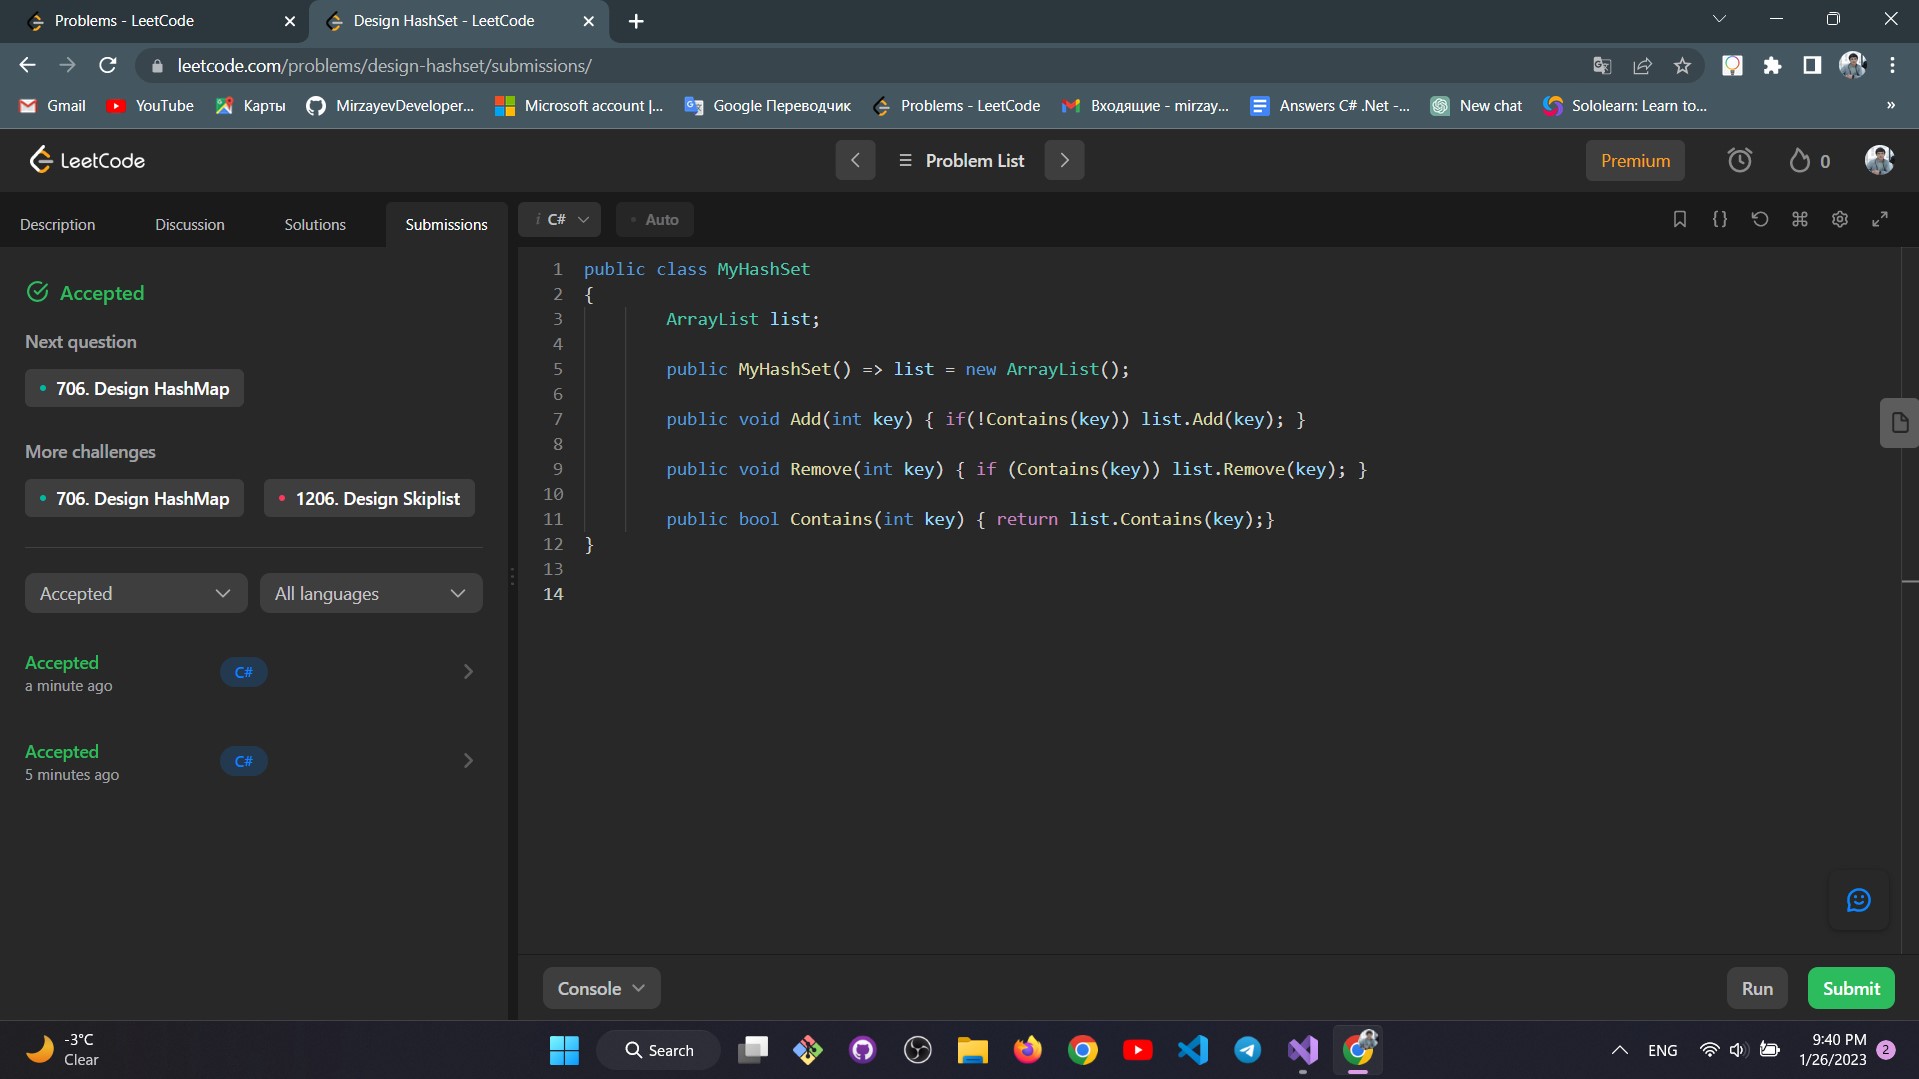 Problems - LeetCode
Design HashSet - LeetCode
leetcode.com/problems/design-hashset/submissions/
Gmail
YouTube
Карты
MirzayevDeveloper...
Microsoft account |...
Google Переводчик
Problems - LeetCode
Входящие - mirzay...
Answers C# .Net -...
New chat
Sololearn: Learn to...
»
LeetCode
Problem List
Premium
0
Description
Discussion
Solutions
Submissions
i C#
Auto
Accepted
Next question
706. Design HashMap
More challenges
706. Design HashMap
1206. Design Skiplist
Accepted
All languages
Accepted
a minute ago
C#
Accepted
5 minutes ago
C#
1 public class MyHashSet
2 {
3 ArrayList list;
4
5 public MyHashSet() => list = new ArrayList();
6
7 public void Add(int key) { if(!Contains(key)) list.Add(key); }
8
9 public void Remove(int key) { if (Contains(key)) list.Remove(key); }
10
11 public bool Contains(int key) { return list.Contains(key);}
12 }
13
14
Console
Run
Submit
-3°C
Clear
Search
ENG
9:40 PM
1/26/2023
2